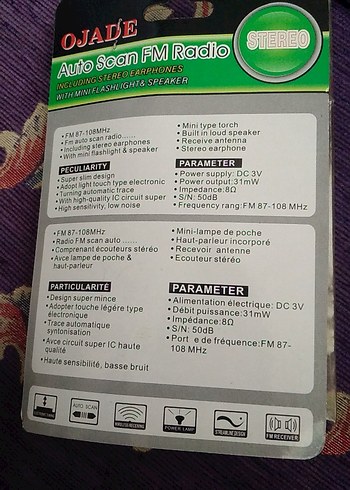 OJADE
Auto Scan FM Radio
STEREO
INCLUDING STEREO EARPHONES
WITH MINI FLASHLIGHT & SPEAKER
• FM 87-108MHz
• Fm auto scan radio......
• Including stereo earphones
• With mini flashlight & speaker
• Mini type torch
• Built in loud speaker
• Receive antenna
• Stereo earphone
PECULIARITY
• Super slim design
• Adopt light touch type electronic
• Turning automatic trace
• With high-quality IC circuit super
• High sensitivity, low noise
PARAMETER
• Power supply: DC 3V
• Power output:31mW
• Impedance:8Ω
• S/N: 50dB
• Frequency rang:FM 87-108 MHz
• FM 87-108MHz
• Radio FM scan auto ......
• Comprenant écouteurs stéréo
• Avce lampe de poche &
haut-parleur
• Mini-lampe de poche
• Haut-parleur incorporé
• Recevoir antenna
• Ecouteur stéréo
PARTICULARITÉ
• Design super mince
• Adopter touche légére type
électronique
• Trace automatique
syntonisation
• Avce circuit super IC haute
qualité
• Haute sensibilité, basse bruit
PARAMETER
• Alimentation électrique: DC 3V
• Débit puissance:31mW
• Impédance:8Ω
• S/N: 50dB
• Port e de fréquence:FM 87-
108 MHz
AUTO SCAN
WIRELESS RECEIVING
POWER LAMP
STREAMLINE DESIGN
FM RECEIVER